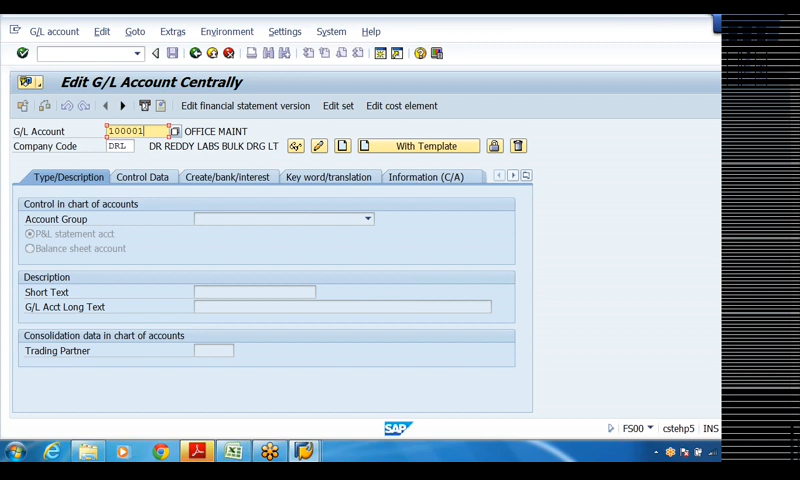 G/L account Edit Goto Extras Environment Settings System Help
Edit G/L Account Centrally
Edit financial statement version Edit set Edit cost element
G/L Account 100001 OFFICE MAINT
Company Code DRL DR REDDY LABS BULK DRG LT With Template
Type/Description Control Data Create/bank/interest Key word/translation Information (C/A)
Control in chart of accounts
Account Group
P&L statement acct
Balance sheet account
Description
Short Text
G/L Acct Long Text
Consolidation data in chart of accounts
Trading Partner
SAP
FS00 cstehp5 INS